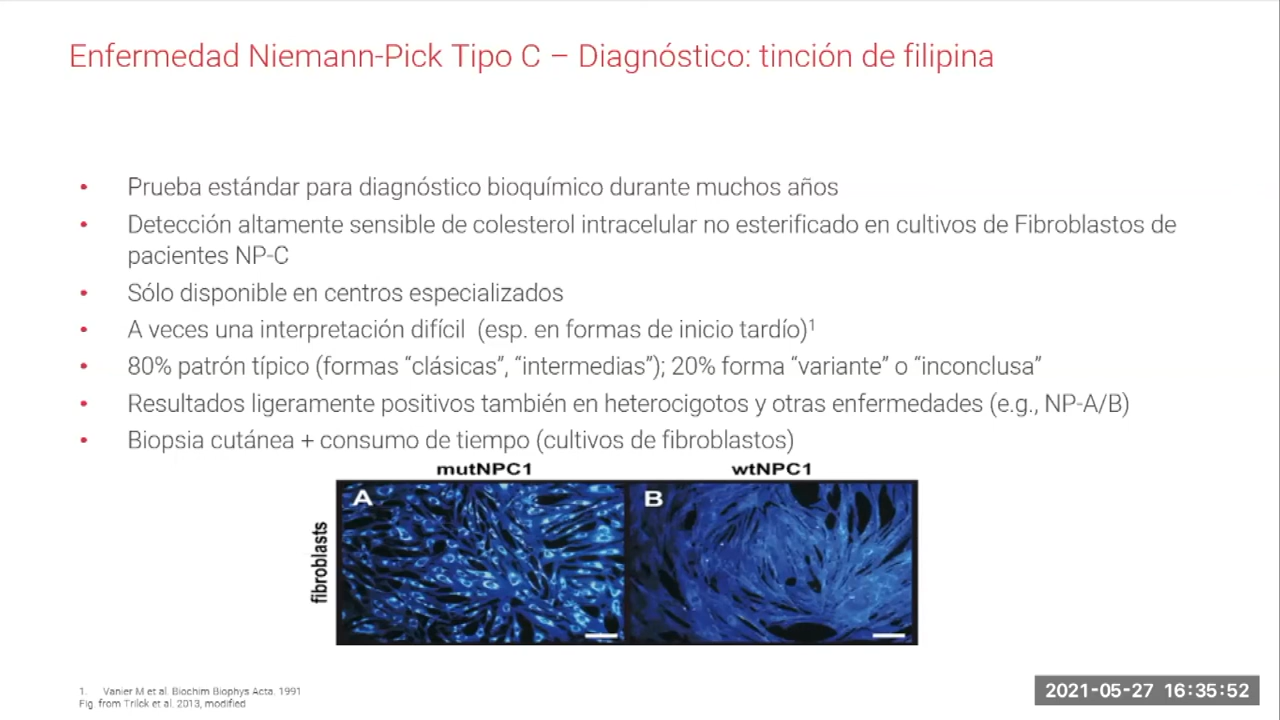 Enfermedad Niemann-Pick Tipo C – Diagnóstico: tinción de filipina
• Prueba estándar para diagnóstico bioquímico durante muchos años
• Detección altamente sensible de colesterol intracelular no esterificado en cultivos de Fibroblastos de
pacientes NP-C
• Sólo disponible en centros especializados
• A veces una interpretación difícil (esp. en formas de inicio tardío)¹
• 80% patrón típico (formas “clásicas”, “intermedias”); 20% forma “variante” o “inconclusa”
• Resultados ligeramente positivos también en heterocigotos y otras enfermedades (e.g., NP-A/B)
• Biopsia cutánea + consumo de tiempo (cultivos de fibroblastos)
mutNPC1
wtNPC1
A
B
fibroblasts
1. Vanier M et al. Biochim Biophys Acta. 1991
Fig. from Trilck et al. 2013, modified
2021-05-27 16:35:52